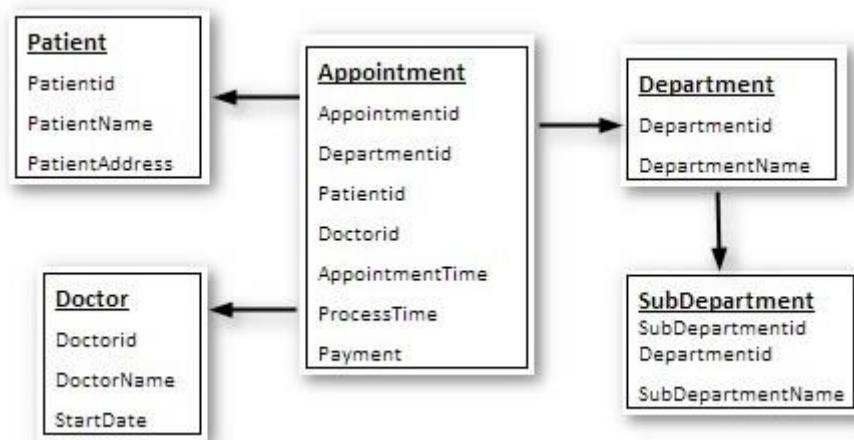 Patient
Patientid
PatientName
PatientAddress
Appointment
Appointmentid
Departmentid
Patientid
Doctorid
AppointmentTime
ProcessTime
Payment
Department
Departmentid
DepartmentName
Doctor
Doctorid
DoctorName
StartDate
SubDepartment
SubDepartmentid
Departmentid
SubDepartmentName